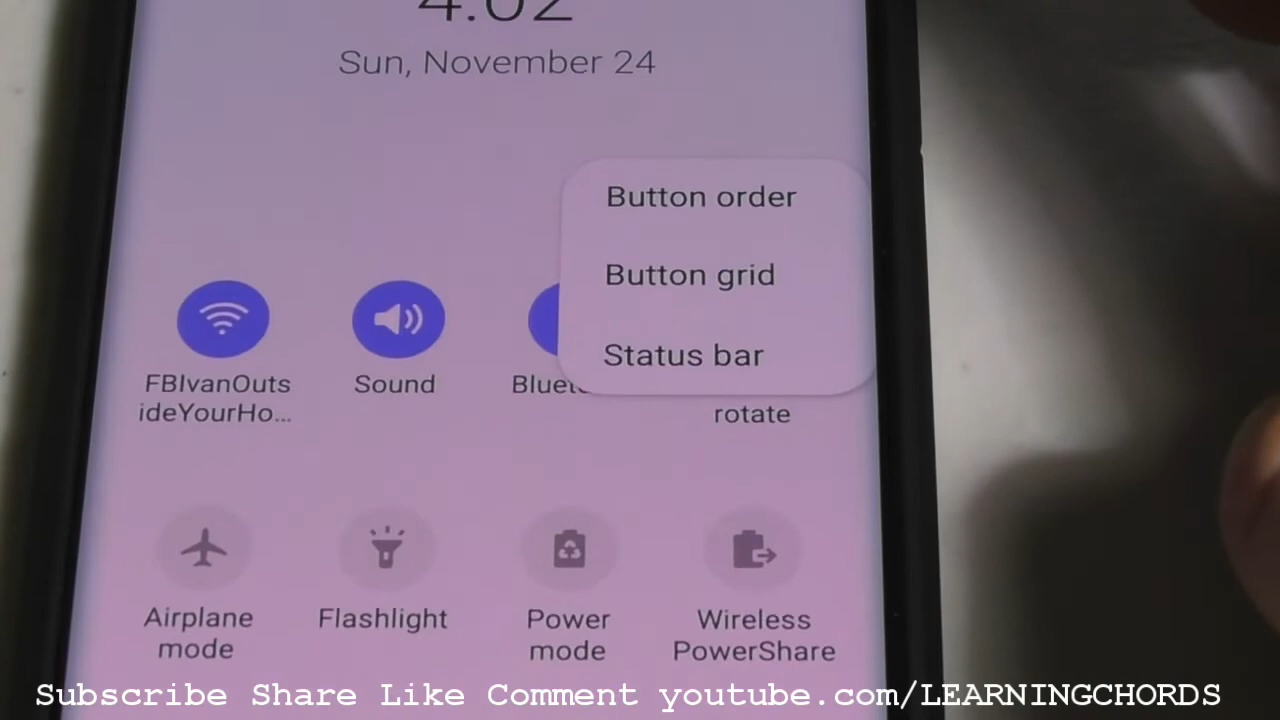 4:02
Sun, November 24
Button order
Button grid
Status bar
FBIvanOuts
ideYourHo...
Sound
Bluet
rotate
Airplane
mode
Flashlight
Power
mode
Wireless
PowerShare
Subscribe Share Like Comment youtube.com/LEARNINGCHORDS